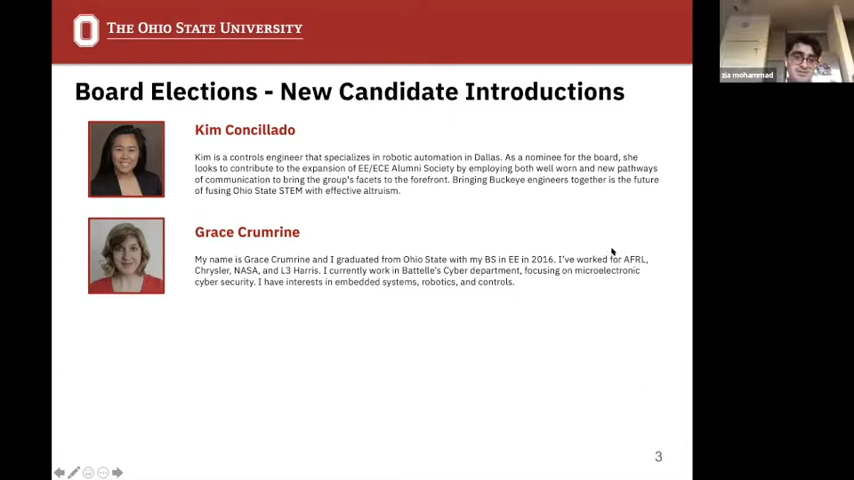 THE OHIO STATE UNIVERSITY
zia mohammad
Board Elections - New Candidate Introductions
Kim Concillado
Kim is a controls engineer that specializes in robotic automation in Dallas. As a nominee for the board, she
looks to contribute to the expansion of EE/ECE Alumni Society by employing both well worn and new pathways
of communication to bring the group's facets to the forefront. Bringing Buckeye engineers together is the future
of fusing Ohio State STEM with effective altruism.
Grace Crumrine
My name is Grace Crumrine and I graduated from Ohio State with my BS in EE in 2016. I've worked for AFRL,
Chrysler, NASA, and L3 Harris. I currently work in Battelle's Cyber department, focusing on microelectronic
cyber security. I have interests in embedded systems, robotics, and controls.
3